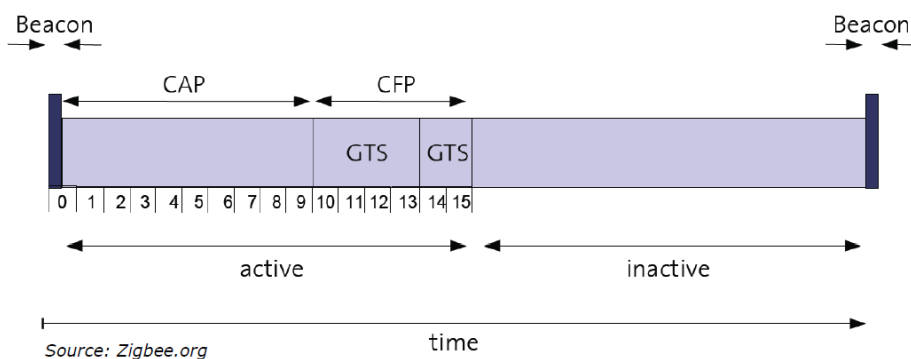 Beacon Beacon
CAP CFP
GTS GTS
0 1 2 3 4 5 6 7 8 9 10 11 12 13 14 15
active inactive
time
Source: Zigbee.org